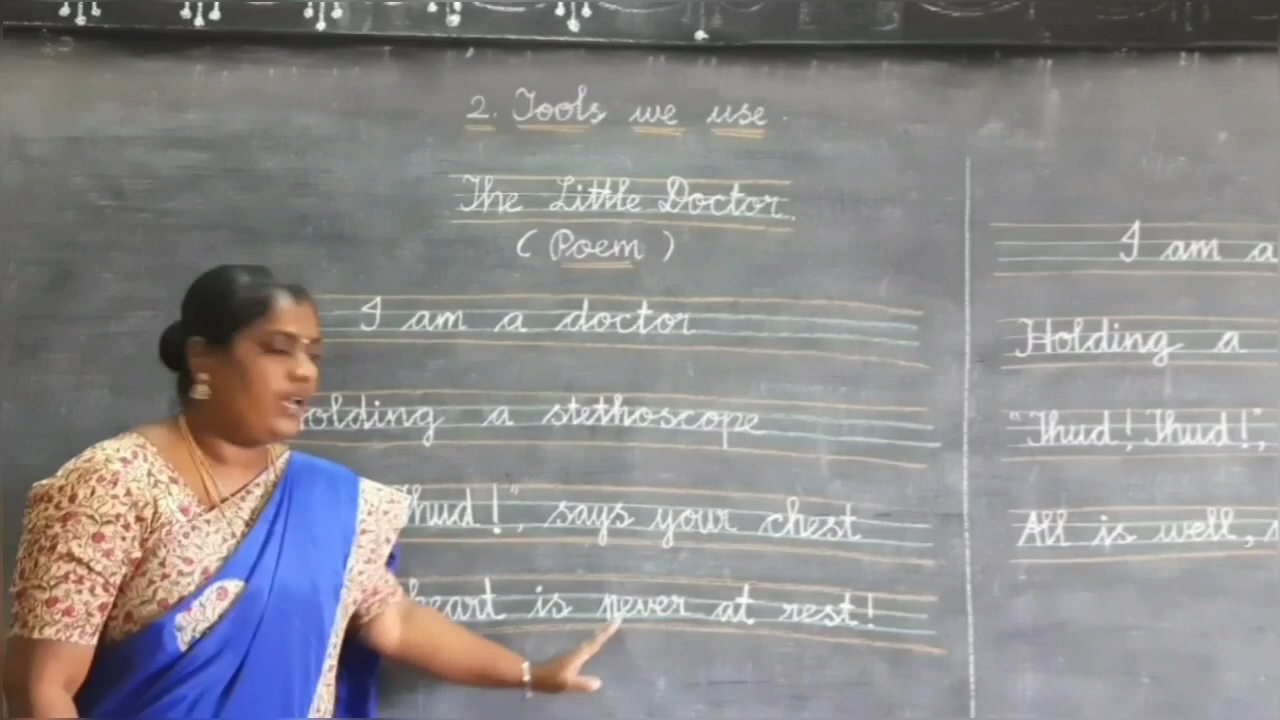 2. Tools we use
The Little Doctor.
(Poem)
I am a doctor
olding a stethoscope
Thud!", says your chest
heart is never at rest!
I am a
Holding a
"Thud! Thud!",
All is well,